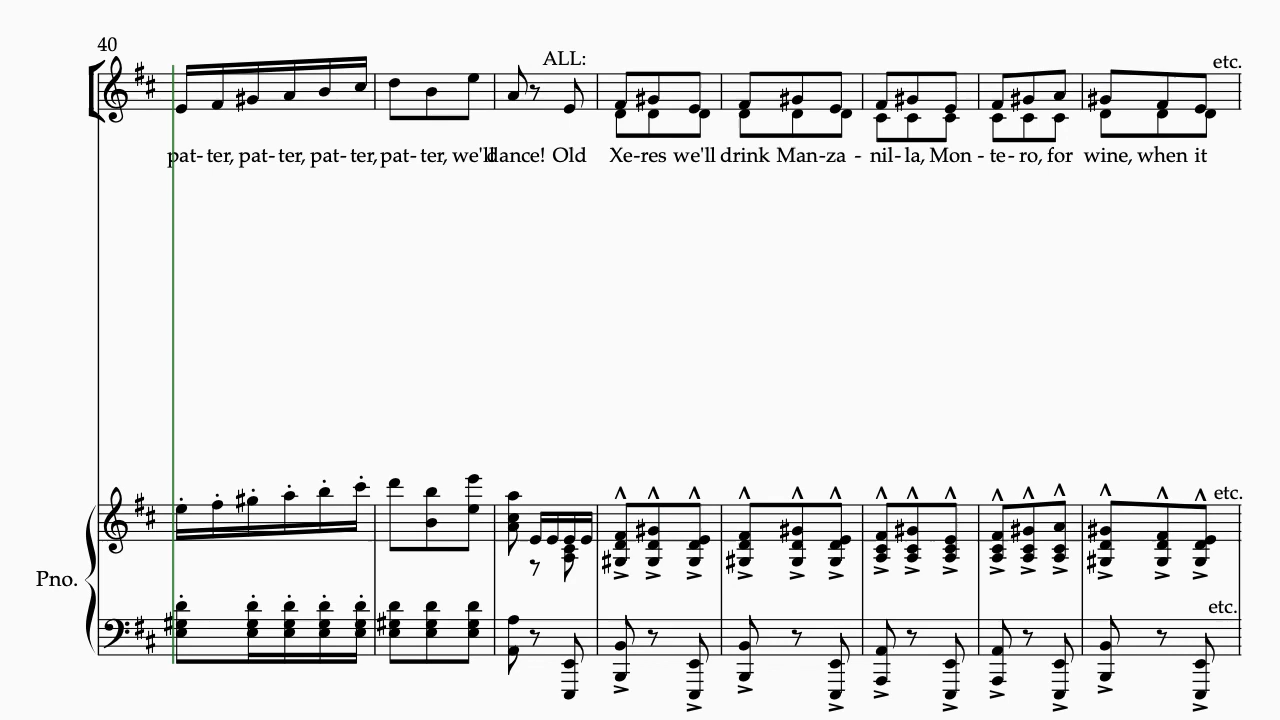 40
ALL:
etc.
pat- ter, pat- ter, pat- ter, pat- ter, we'll dance! Old Xe-res we'll drink Man-za - nil- la, Mon - te- ro, for wine, when it
etc.
Pno.
etc.